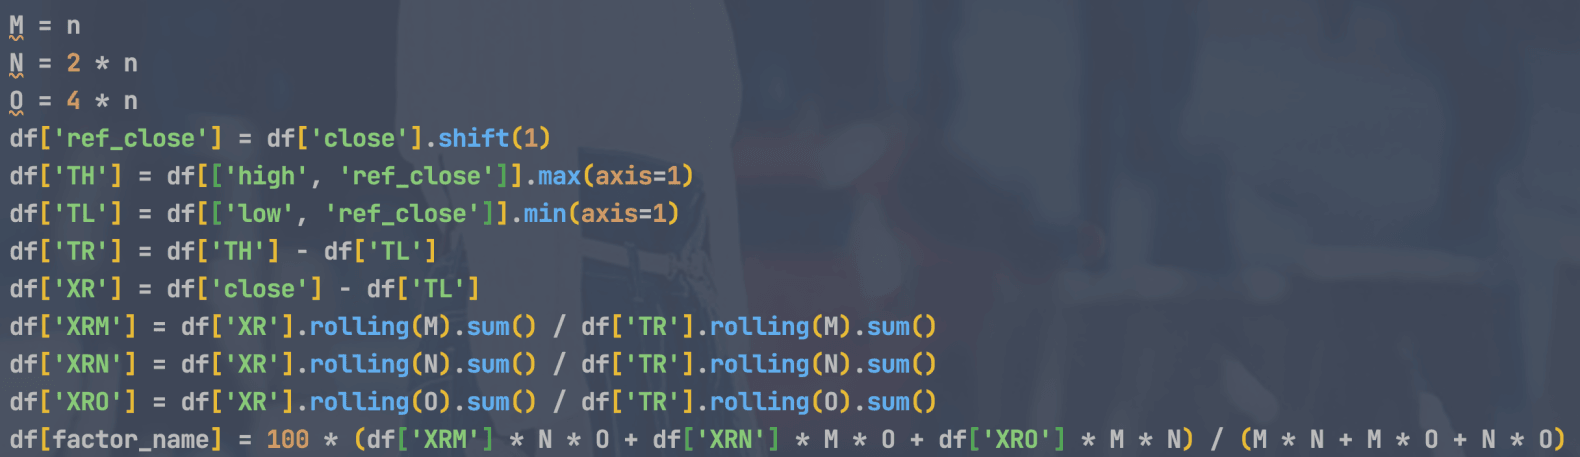 M = n
N = 2 * n
O = 4 * n
df['ref_close'] = df['close'].shift(1)
df['TH'] = df[['high', 'ref_close']].max(axis=1)
df['TL'] = df[['low', 'ref_close']].min(axis=1)
df['TR'] = df['TH'] - df['TL']
df['XR'] = df['close'] - df['TL']
df['XRM'] = df['XR'].rolling(M).sum() / df['TR'].rolling(M).sum()
df['XRN'] = df['XR'].rolling(N).sum() / df['TR'].rolling(N).sum()
df['XRO'] = df['XR'].rolling(O).sum() / df['TR'].rolling(O).sum()
df[factor_name] = 100 * (df['XRM'] * N * O + df['XRN'] * M * O + df['XRO'] * M * N) / (M * N + M * O + N * O)